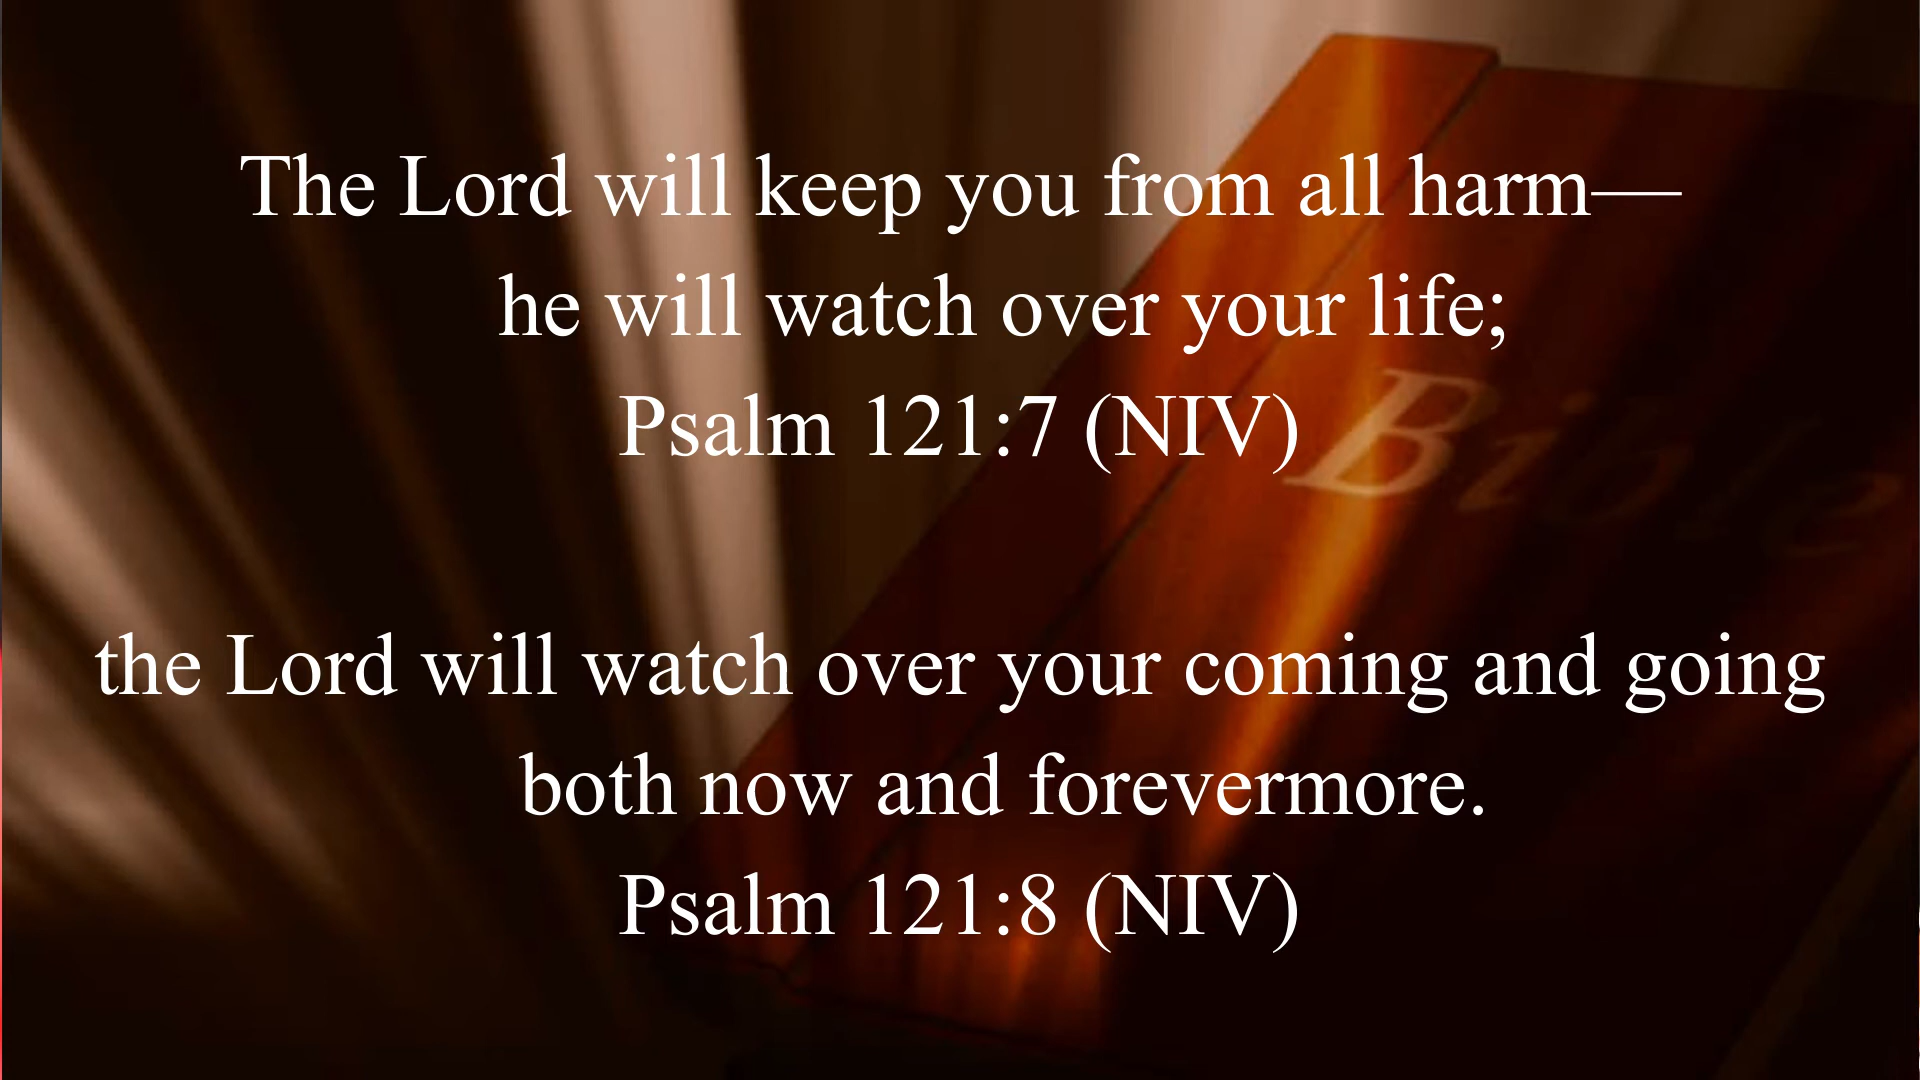 The Lord will keep you from all harm—
he will watch over your life;
Psalm 121:7 (NIV)
Bible
the Lord will watch over your coming and going
both now and forevermore.
Psalm 121:8 (NIV)